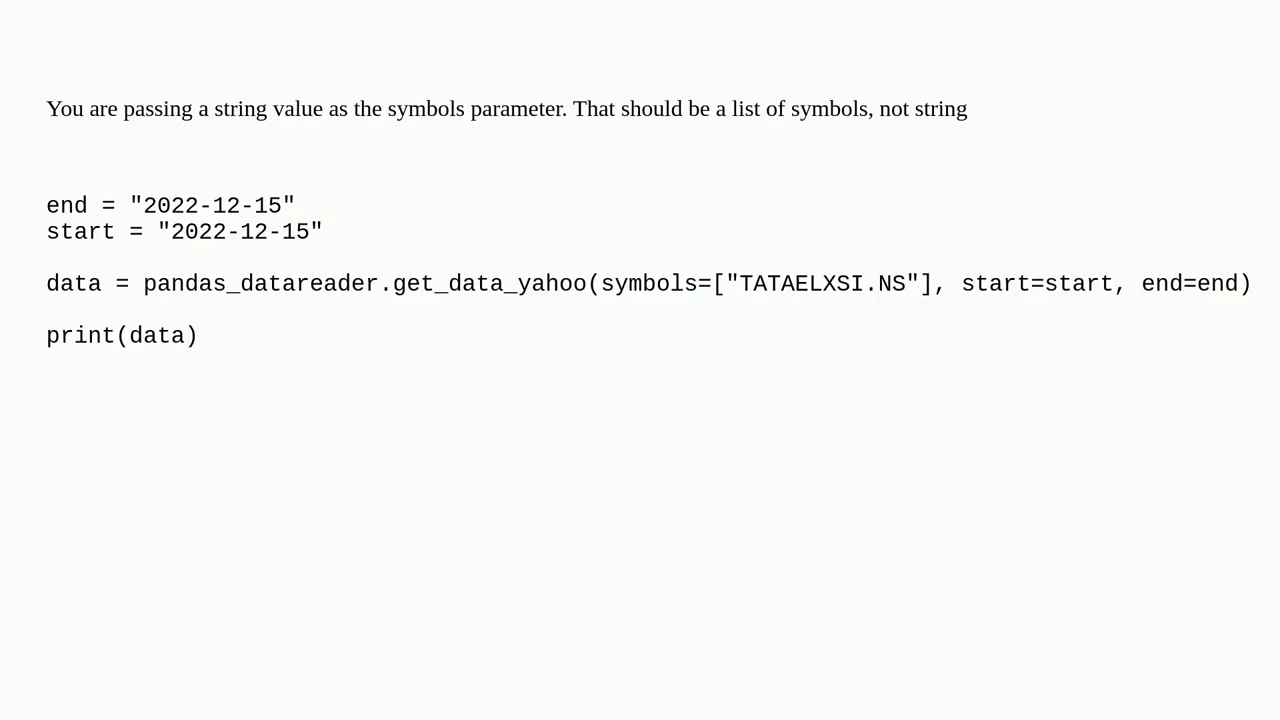 You are passing a string value as the symbols parameter. That should be a list of symbols, not string
end = "2022-12-15"
start = "2022-12-15"
data = pandas_datareader.get_data_yahoo(symbols=["TATAELXSI.NS"], start=start, end=end)
print(data)